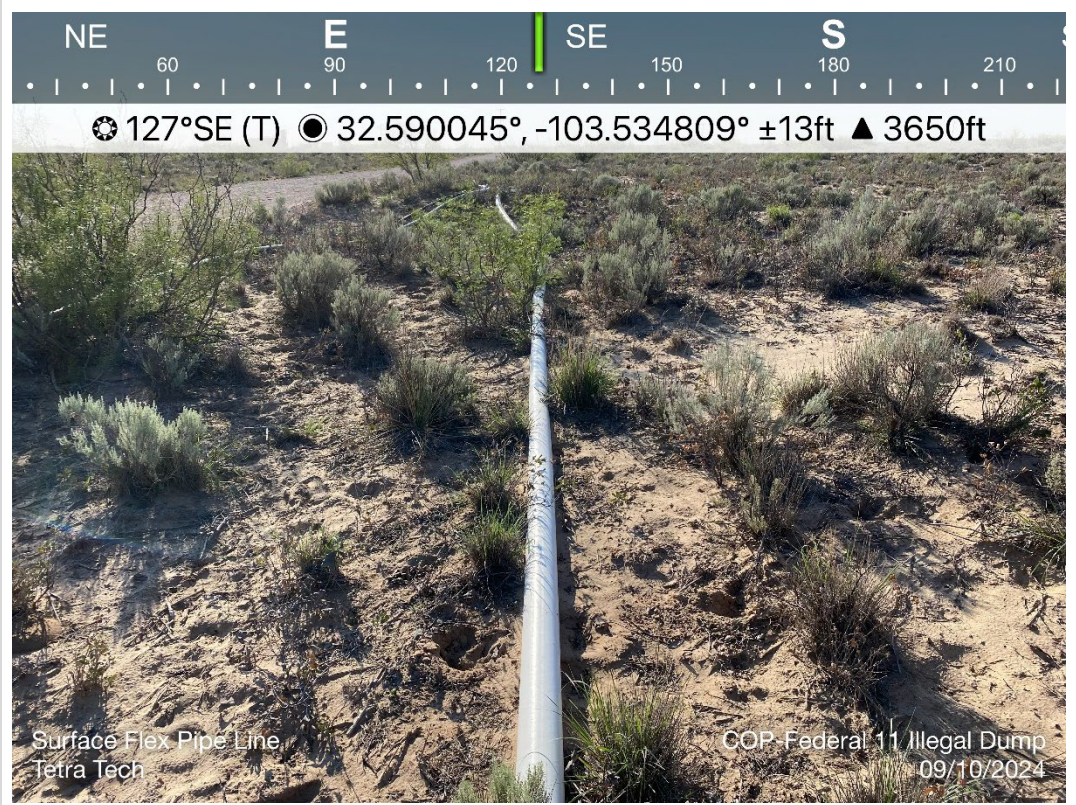 NE E SE S
60 90 120 150 180 210
127°SE (T) 32.590045°, -103.534809° ±13ft ▲ 3650ft
Surface Flex Pipe Line
Tetra Tech
COP-Federal 11 Illegal Dump
09/10/2024